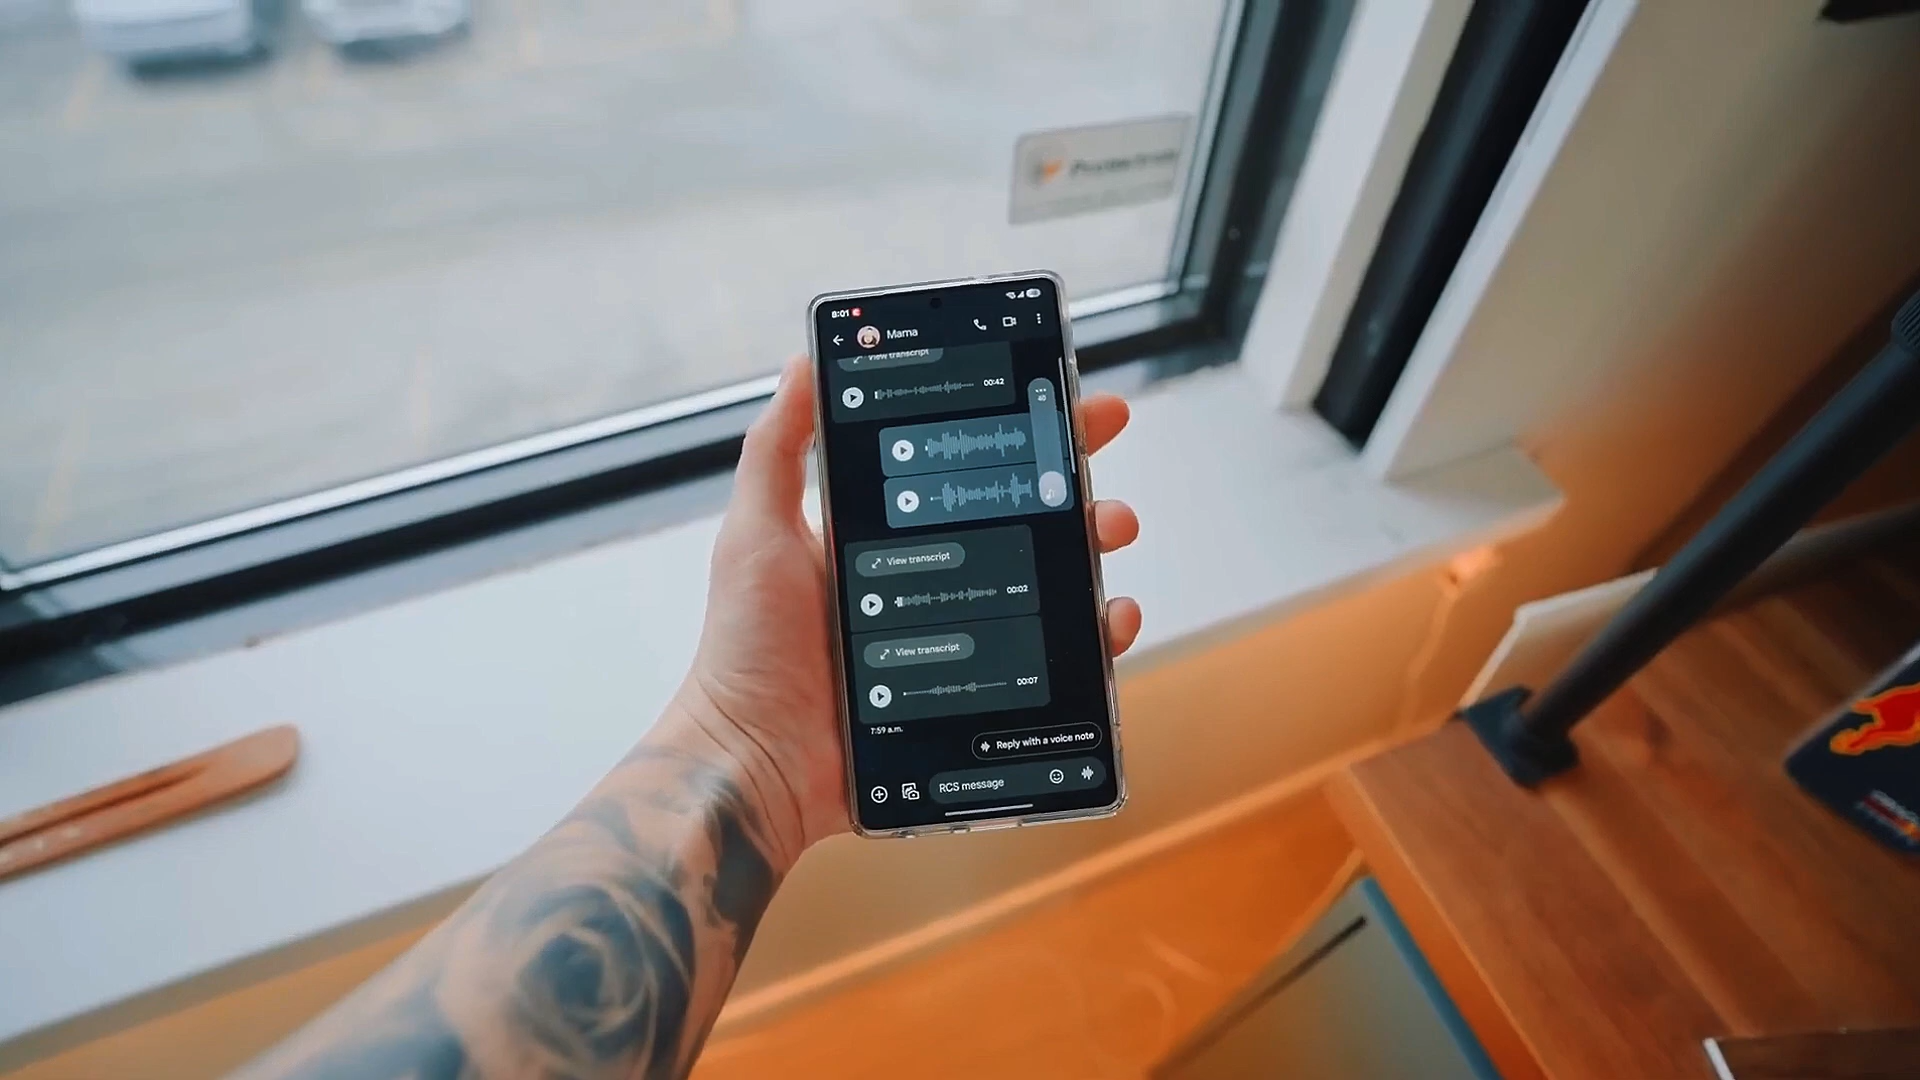 8:01
Mama
View transcript
00:42
40
View transcript
00:02
View transcript
00:07
7:59 a.m.
Reply with a voice note
RCS message